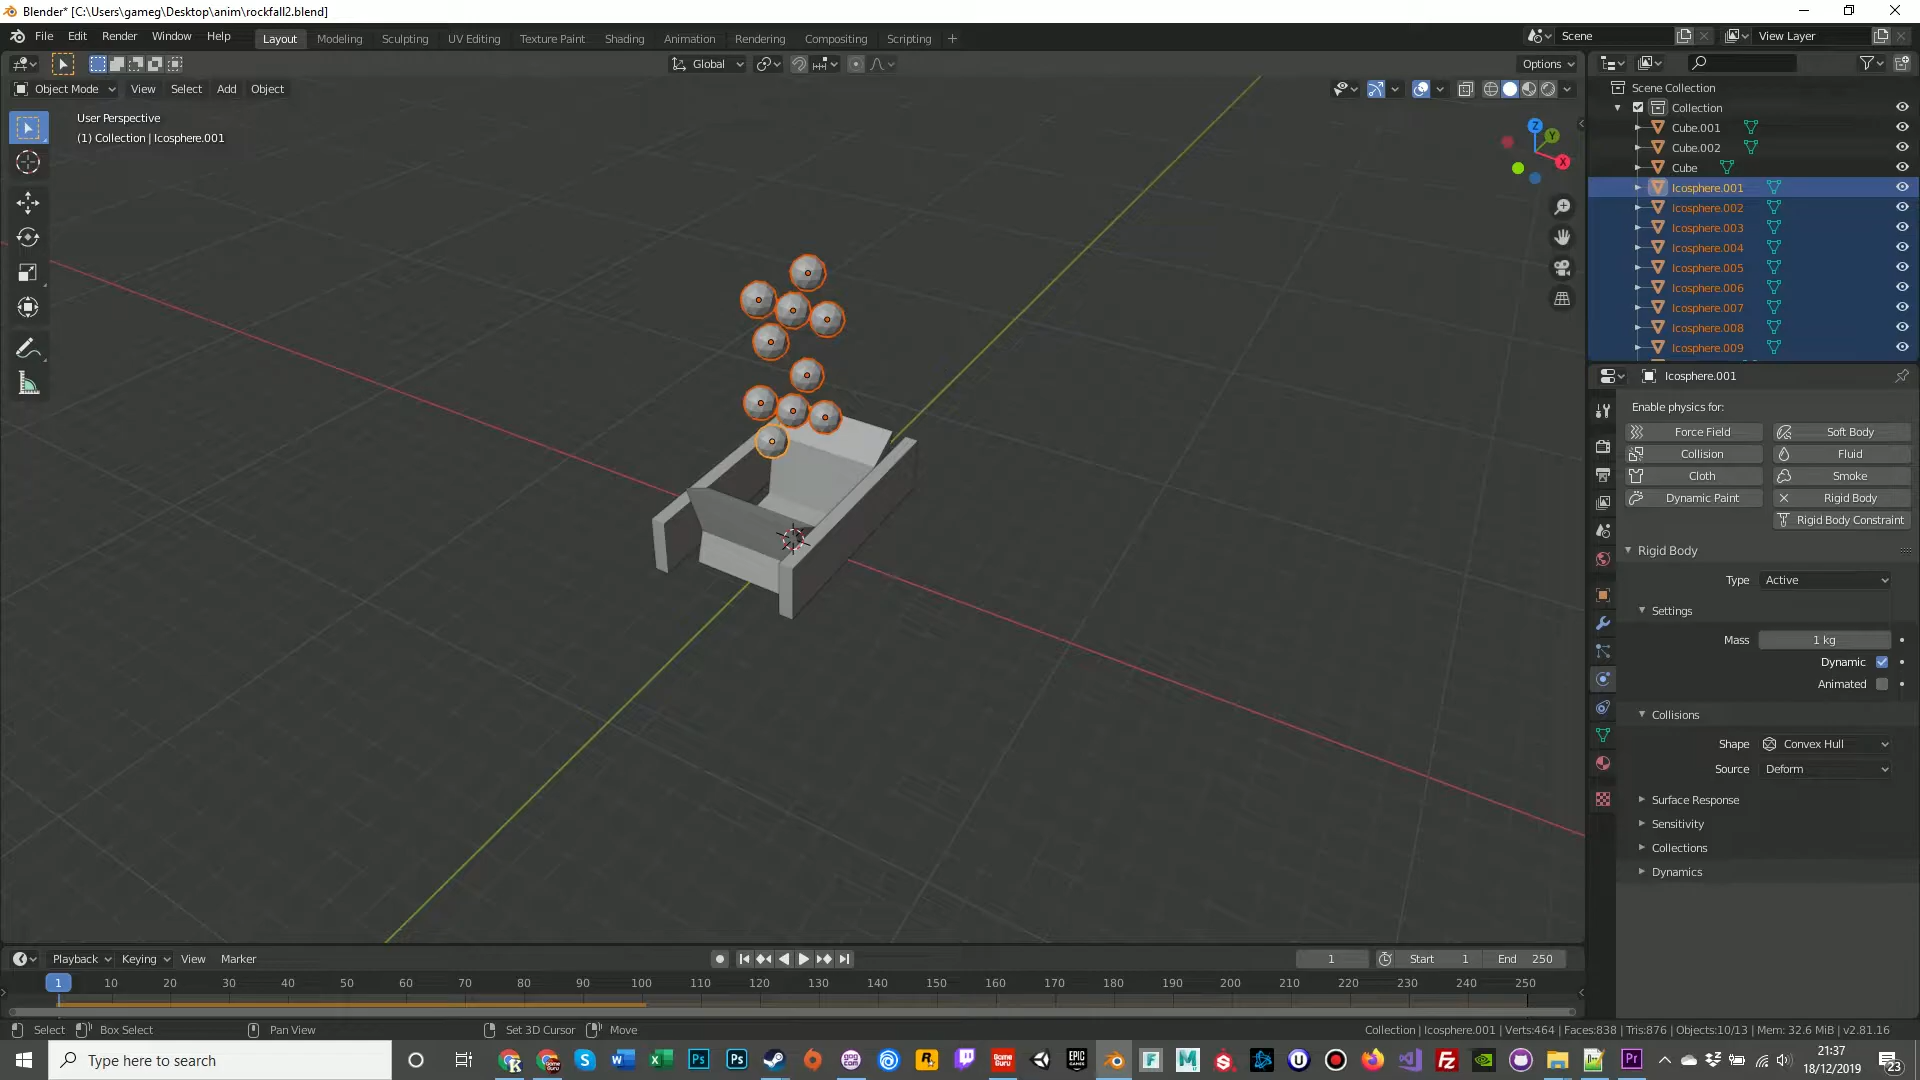 Blender* [C:\Users\gameg\Desktop\anim\rockfall2.blend]
File Edit Render Window Help Layout Modeling Sculpting UV Editing Texture Paint Shading Animation Rendering Compositing Scripting + Scene View Layer
Global Options
Object Mode View Select Add Object
User Perspective
(1) Collection | Icosphere.001
Z
Y
X
Scene Collection
Collection
Cube.001
Cube.002
Cube
Icosphere.001
Icosphere.002
Icosphere.003
Icosphere.004
Icosphere.005
Icosphere.006
Icosphere.007
Icosphere.008
Icosphere.009
Icosphere.001
Enable physics for:
Force Field Soft Body
Collision Fluid
Cloth Smoke
Dynamic Paint Rigid Body
Rigid Body Constraint
Rigid Body
Type Active
Settings
Mass 1 kg
Dynamic
Animated
Collisions
Shape Convex Hull
Source Deform
Surface Response
Sensitivity
Collections
Dynamics
Playback Keying View Marker 1 Start 1 End 250
1 10 20 30 40 50 60 70 80 90 100 110 120 130 140 150 160 170 180 190 200 210 220 230 240 250
Select Box Select Pan View Set 3D Cursor Move Collection | Icosphere.001 | Verts:464 | Faces:838 | Tris:876 | Objects:10/13 | Mem: 32.6 MiB | v2.81.16
Type here to search
21:37
18/12/2019
23